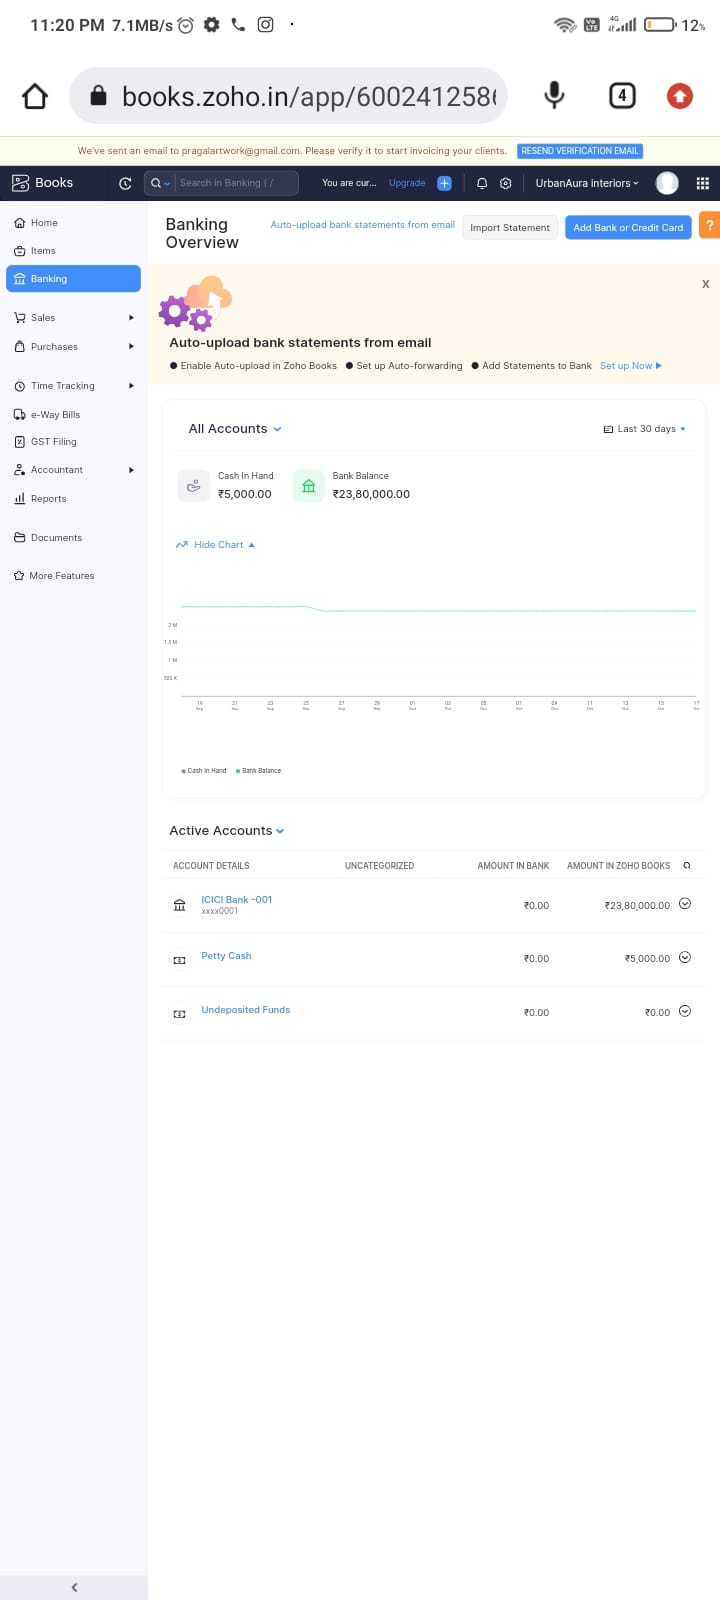 11:20 PM 7.1MB/s
Vo LTE 4G 12%
books.zoho.in/app/6002412586
4
We've sent an email to pragalartwork@gmail.com. Please verify it to start invoicing your clients. RESEND VERIFICATION EMAIL
Books
Search in Banking ( /
You are cur... Upgrade
UrbanAura interiors
Home
Items
Banking
Sales
Purchases
Time Tracking
e-Way Bills
GST Filing
Accountant
Reports
Documents
More Features
Banking Overview
Auto-upload bank statements from email
Import Statement
Add Bank or Credit Card
?
x
Auto-upload bank statements from email
Enable Auto-upload in Zoho Books Set up Auto-forwarding Add Statements to Bank Set up Now
All Accounts
Last 30 days
Cash In Hand
₹5,000.00
Bank Balance
₹23,80,000.00
Hide Chart
2 M
1.5 M
1 M
500 K
19 21 23 25 27 29 01 03 05 07 09 11 13 15 17
Sep Sep Sep Sep Sep Sep Oct Oct Oct Oct Oct Oct Oct Oct Oct
Cash In Hand Bank Balance
Active Accounts
ACCOUNT DETAILS UNCATEGORIZED AMOUNT IN BANK AMOUNT IN ZOHO BOOKS
ICICI Bank -001
xxxx0001
₹0.00 ₹23,80,000.00
Petty Cash ₹0.00 ₹5,000.00
Undeposited Funds ₹0.00 ₹0.00